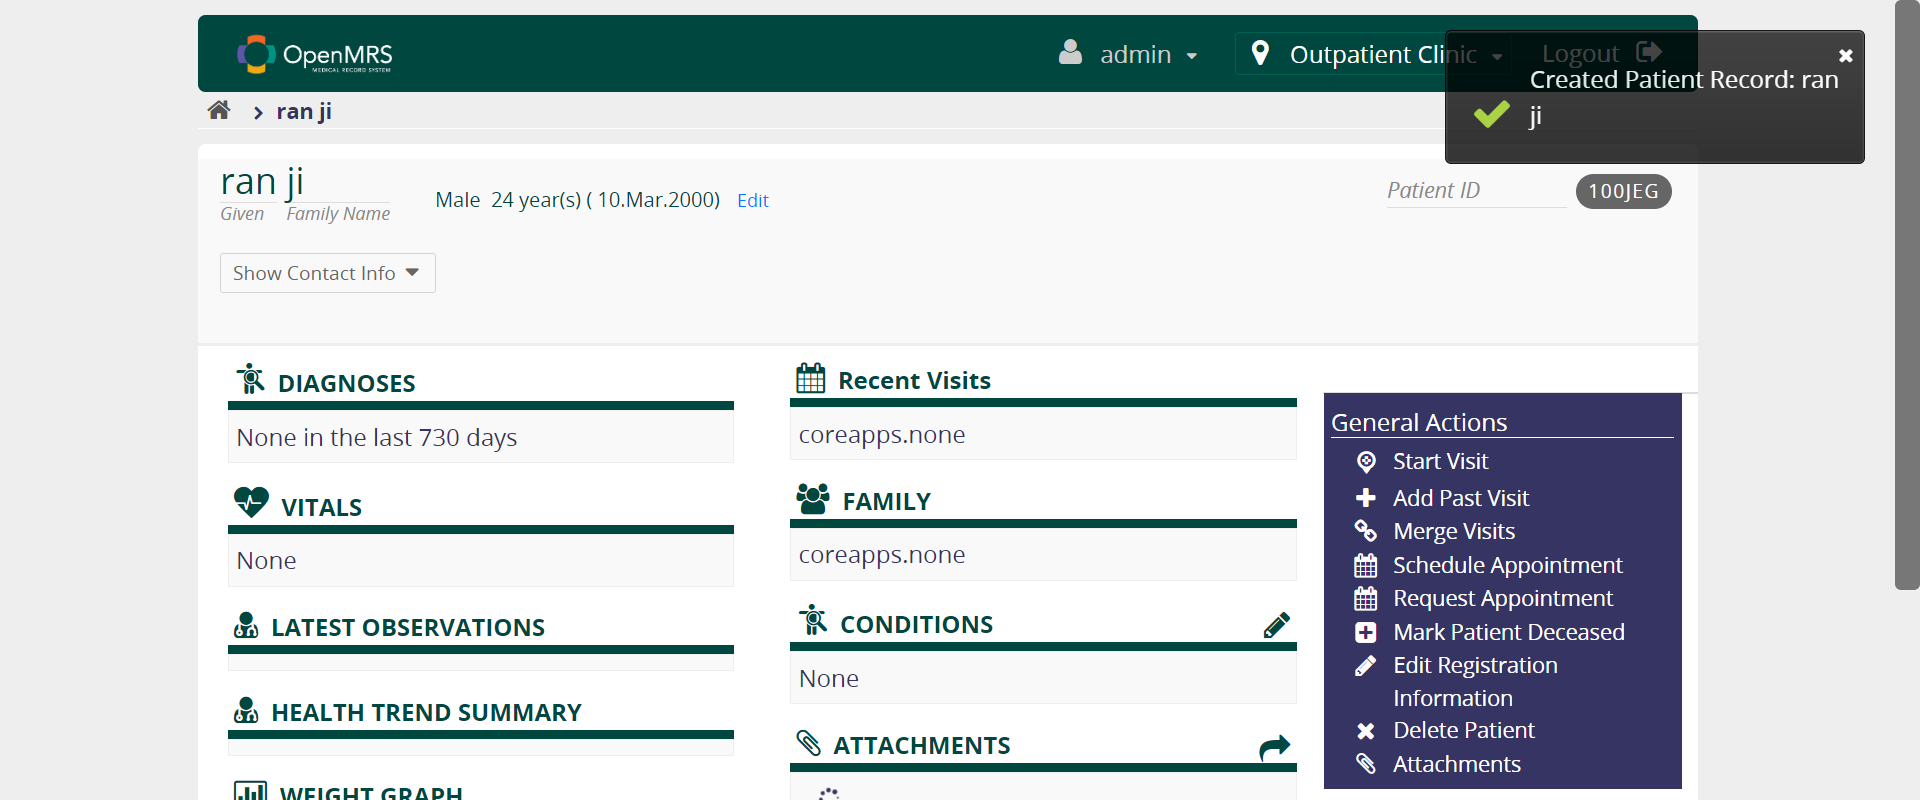 OpenMRS
MEDICAL RECORD SYSTEM
admin
Outpatient Clinic
Logout
Created Patient Record: ran
ji
ran ji
ran ji
Given Family Name
Male 24 year(s) ( 10.Mar.2000) Edit
Patient ID 100JEG
Show Contact Info
DIAGNOSES
None in the last 730 days
VITALS
None
LATEST OBSERVATIONS
HEALTH TREND SUMMARY
WEIGHT GRAPH
Recent Visits
coreapps.none
FAMILY
coreapps.none
CONDITIONS
None
ATTACHMENTS
General Actions
Start Visit
Add Past Visit
Merge Visits
Schedule Appointment
Request Appointment
Mark Patient Deceased
Edit Registration
Information
Delete Patient
Attachments